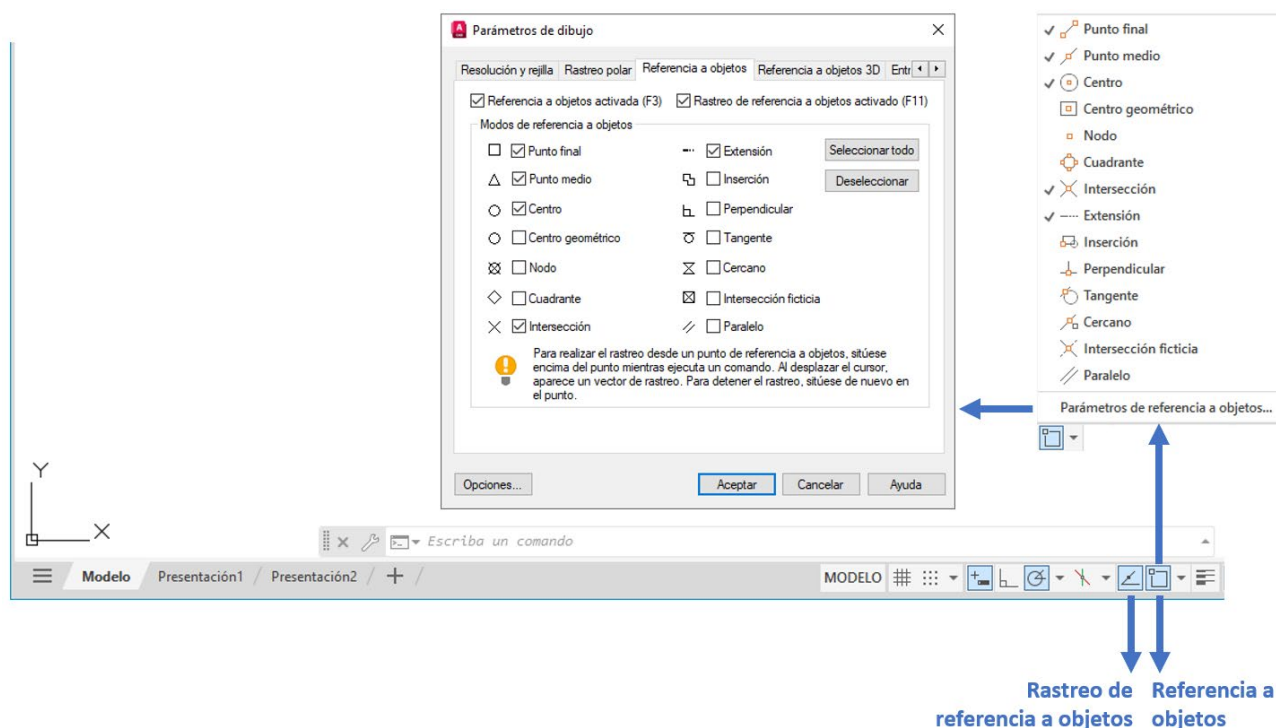 Parámetros de dibujo
Resolución y rejilla Rastreo polar Referencia a objetos Referencia a objetos 3D Entr
Referencia a objetos activada (F3) Rastreo de referencia a objetos activado (F11)
Modos de referencia a objetos
Punto final Extensión Seleccionar todo
Punto medio Inserción Deseleccionar
Centro Perpendicular
Centro geométrico Tangente
Nodo Cercano
Cuadrante Intersección ficticia
Intersección Paralelo
Para realizar el rastreo desde un punto de referencia a objetos, sitúese
encima del punto mientras ejecuta un comando. Al desplazar el cursor,
aparece un vector de rastreo. Para detener el rastreo, sitúese de nuevo en
el punto.
Opciones... Aceptar Cancelar Ayuda
Punto final
Punto medio
Centro
Centro geométrico
Nodo
Cuadrante
Intersección
Extensión
Inserción
Perpendicular
Tangente
Cercano
Intersección ficticia
Paralelo
Parámetros de referencia a objetos...
Y
X
Escriba un comando
Modelo Presentación1 Presentación2
MODELO
Rastreo de
referencia a objetos
Referencia a
objetos